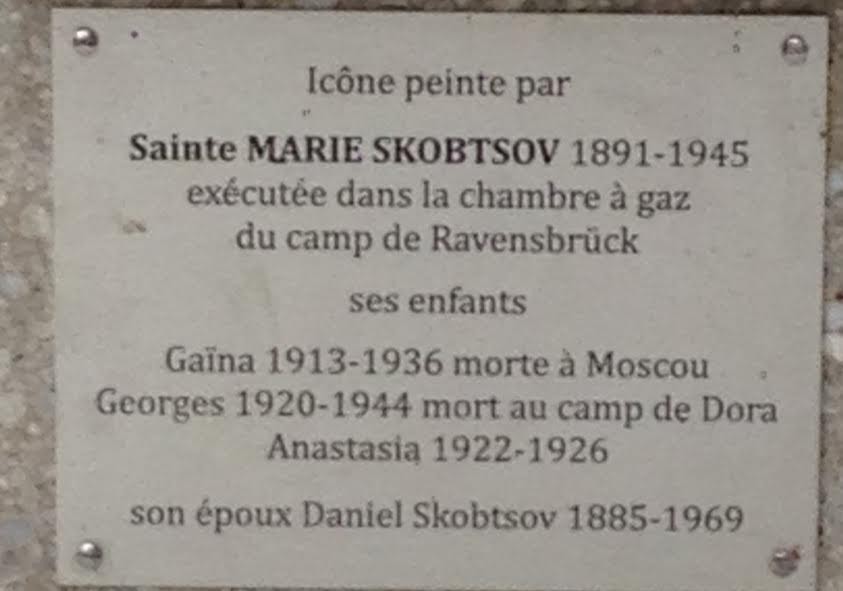 Icône peinte par
Sainte MARIE SKOBTSOV 1891-1945
exécutée dans la chambre à gaz
du camp de Ravensbrück
ses enfants
Gaïna 1913-1936 morte à Moscou
Georges 1920-1944 mort au camp de Dora
Anastasia 1922-1926
son époux Daniel Skobtsov 1885-1969